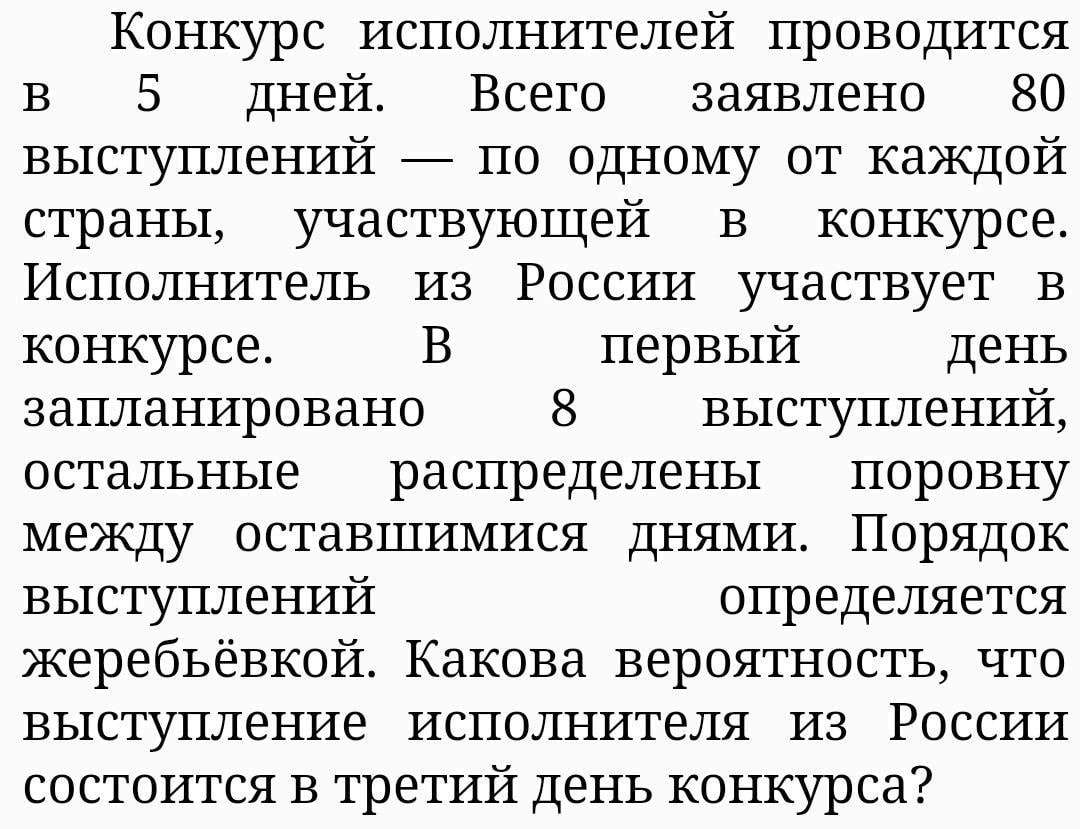 Конкурс исполнителей проводится
в 5 дней. Всего заявлено 80
выступлений — по одному от каждой
страны, участвующей в конкурсе.
Исполнитель из России участвует в
конкурсе. В первый день
запланировано 8 выступлений,
остальные распределены поровну
между оставшимися днями. Порядок
выступлений определяется
жеребьёвкой. Какова вероятность, что
выступление исполнителя из России
состоится в третий день конкурса?